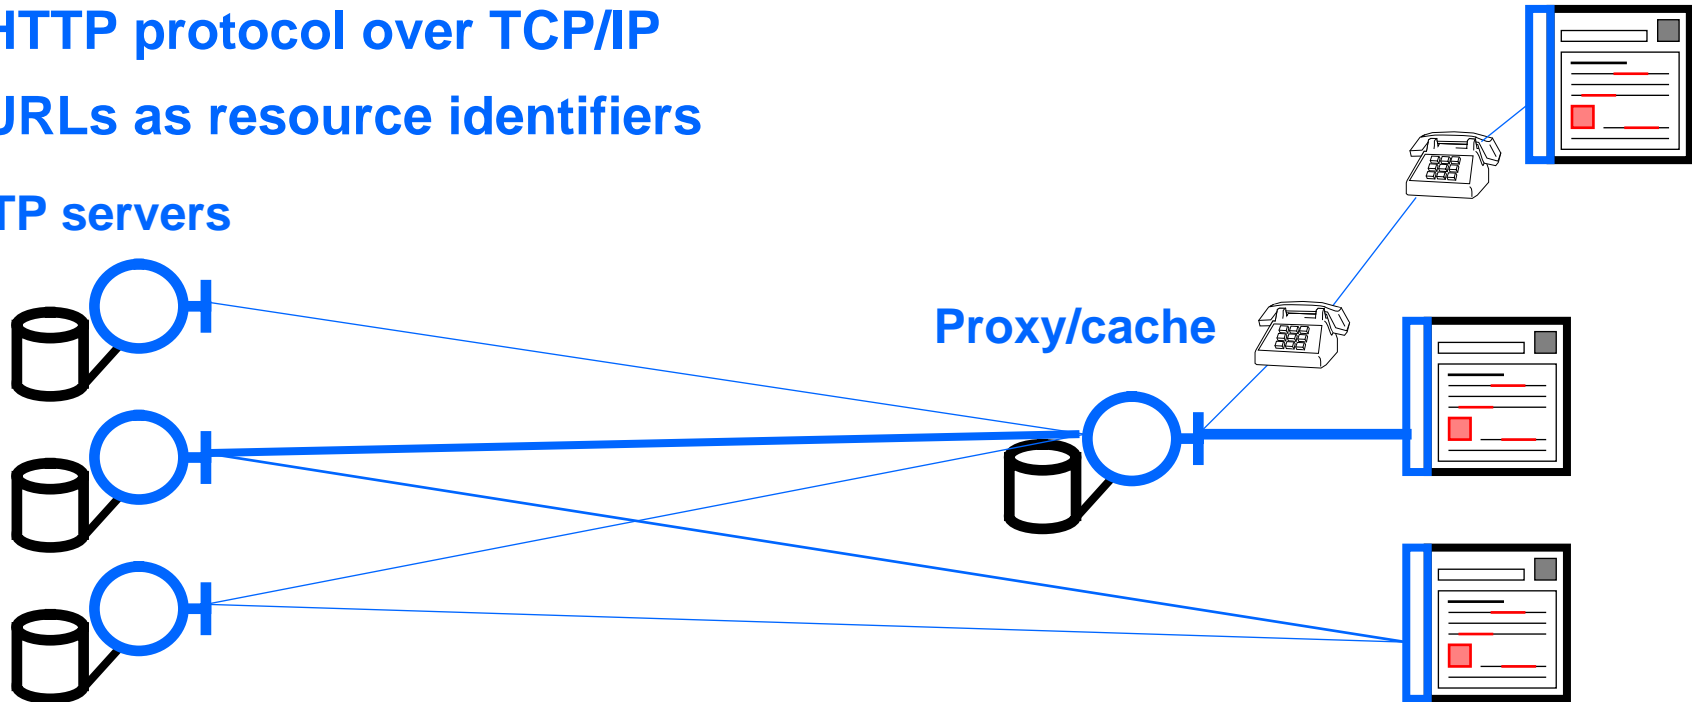 HTTP protocol over TCP/IP
URLs as resource identifiers
TP servers
Proxy/cache